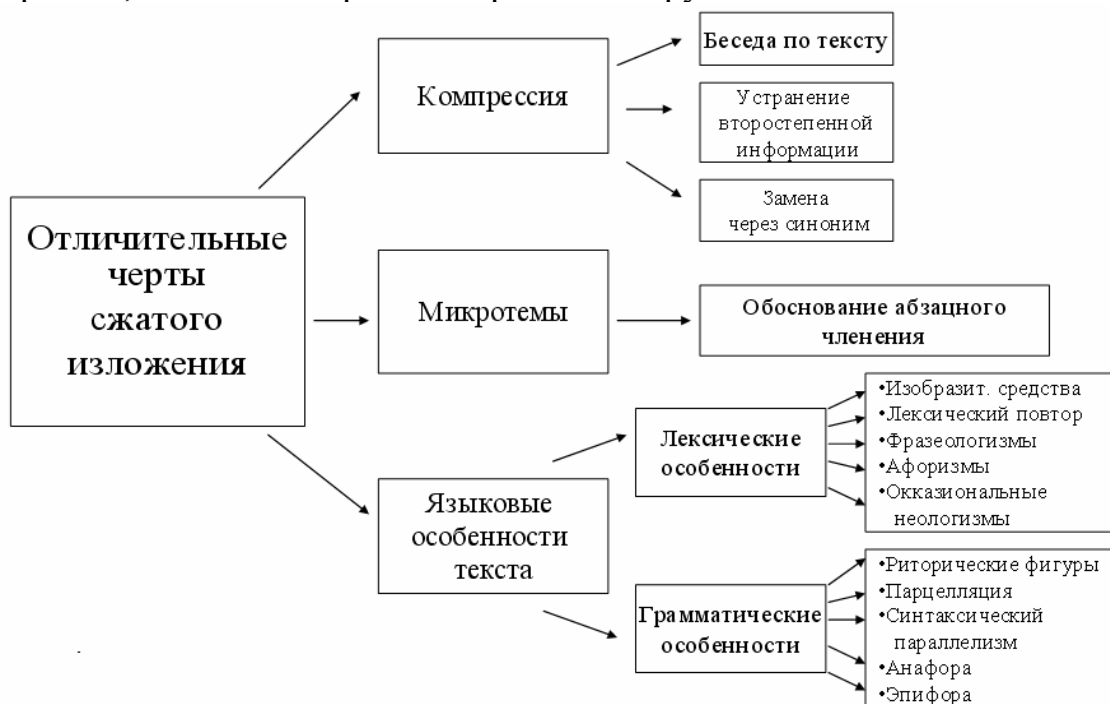 Беседа по тексту
Компрессия
Устранение
второстепенной
информации
Замена
через синоним
Отличительные
черты
сжатого
изложения
Микротемы
Обоснование абзацного
членения
Языковые
особенности
текста
Лексические
особенности
•Изобразит. средства
•Лексический повтор
•Фразеологизмы
•Афоризмы
•Окказиональные
неологизмы
Грамматические
особенности
•Риторические фигуры
•Парцелляция
•Синтаксический
параллелизм
•Анафора
•Эпифора